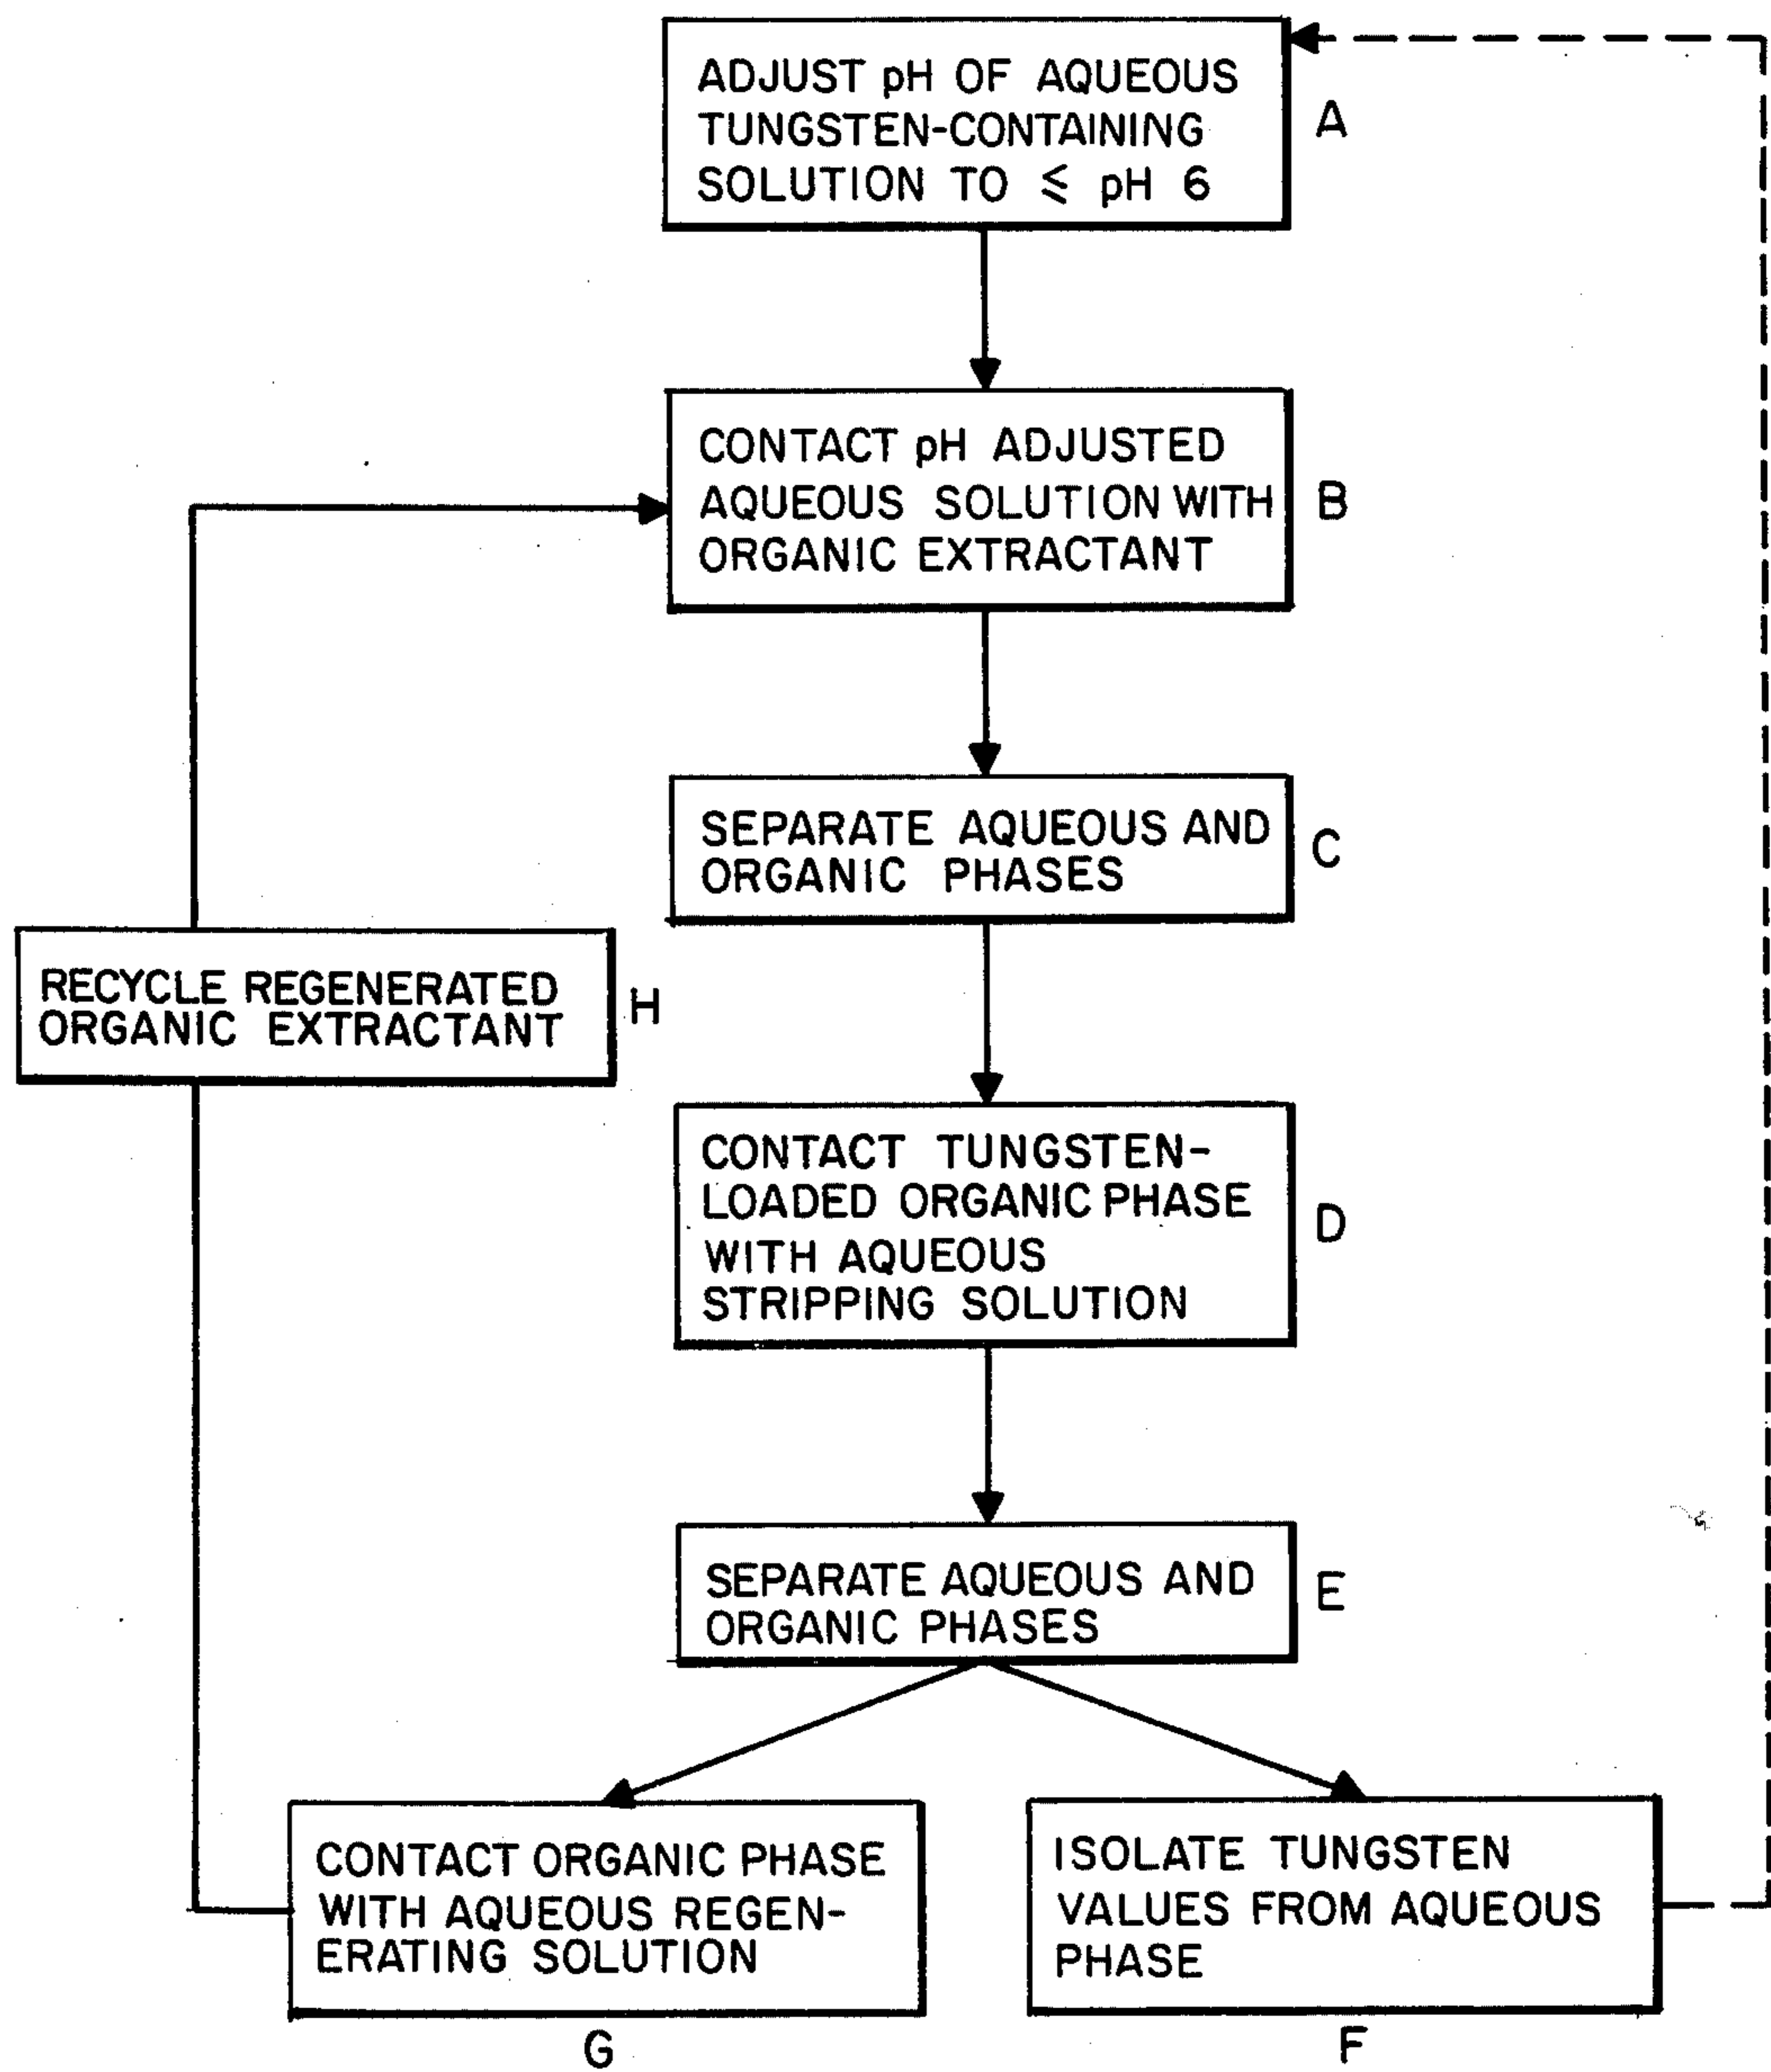 ADJUST pH OF AQUEOUS
TUNGSTEN-CONTAINING
SOLUTION TO ≤ pH 6
A
CONTACT pH ADJUSTED
AQUEOUS SOLUTION WITH
ORGANIC EXTRACTANT
B
SEPARATE AQUEOUS AND
ORGANIC PHASES
C
RECYCLE REGENERATED
ORGANIC EXTRACTANT
H
CONTACT TUNGSTEN-
LOADED ORGANIC PHASE
WITH AQUEOUS
STRIPPING SOLUTION
D
SEPARATE AQUEOUS AND
ORGANIC PHASES
E
CONTACT ORGANIC PHASE
WITH AQUEOUS REGEN-
ERATING SOLUTION
G
ISOLATE TUNGSTEN
VALUES FROM AQUEOUS
PHASE
F